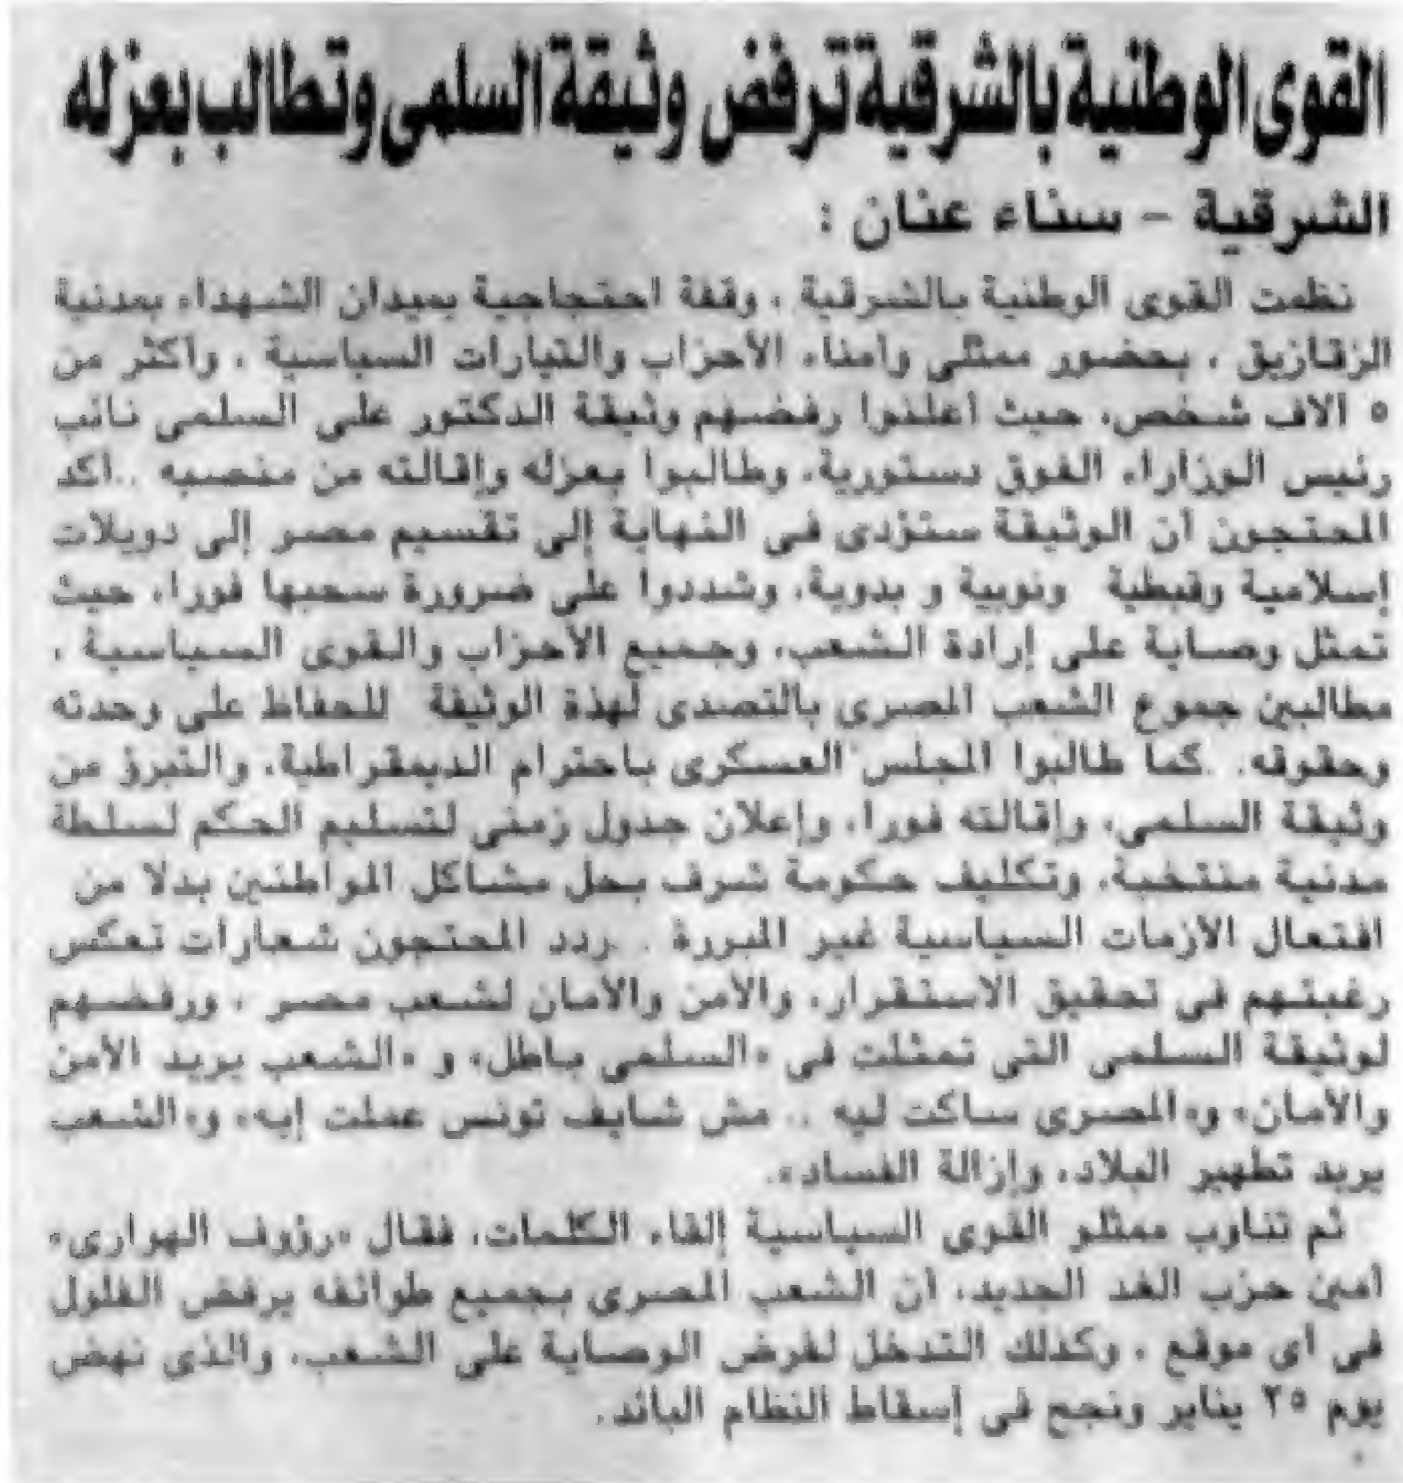 القوى الوطنية بالشرقية ترفض وثيقة السلمى وتطالب بعزله
الشرقية - سناء عنان :
نظمت القوى الوطنية بالشرقية ، وقفة احتجاجية بميدان الشهداء بمدنية
الزقازيق ، بحضور ممثلى وأمناء الأحزاب والتيارات السياسية ، وأكثر من
٥ آلاف شخص، حيث أعلنوا رفضهم وثيقة الدكتور على السلمى نائب
رئيس الوزاراء الفوق دستورية، وطالبوا بعزله وإقالته من منصبه ..أكد
المحتجون أن الوثيقة ستؤدى فى النهاية إلى تقسيم مصر إلى دويلات
إسلامية وقبطية ونوبية و بدوية، وشددوا على ضرورة سحبها فورا، حيث
تمثل وصاية على إرادة الشعب، وجميع الأحزاب والقوى السياسية ،
مطالبين جموع الشعب المصرى بالتصدى لهذة الوثيقة للحفاظ على وحدته
وحقوقه. .كما طالبوا المجلس العسكرى باحترام الديمقراطية، والتبرؤ من
وثيقة السلمى، وإقالته فورا، وإعلان جدول زمنى لتسليم الحكم لسلطة
مدنية منتخبة، وتكليف حكومة شرف بحل مشاكل المواطنين بدلا من
افتعال الازمات السياسية غير المبررة . .ردد المحتجون شعارات تعكس
رغبتهم فى تحقيق الاستقرار، والأمن والأمان لشعب مصر ، ورفضهم
لوثيقة السلمى التى تمثلت فى «السلمى باطل» و «الشعب يريد الأمن
والأمان» و«المصرى ساكت ليه .. مش شايف تونس عملت إيه» و«الشعب
يريد تطهير البلاد، وإزالة الفساد».
ثم تناوب ممثلو القوى السياسية إلقاء الكلمات، فقال «رؤوف الهوارى»
أمين حزب الغد الجديد، أن الشعب المصرى بجميع طوائفه يرفض الفلول
فى أى موقع ، وكذلك التدخل لفرض الوصاية على الشعب، والذى نهض
يوم ٢٥ يناير ونجح فى إسقاط النظام البائد.